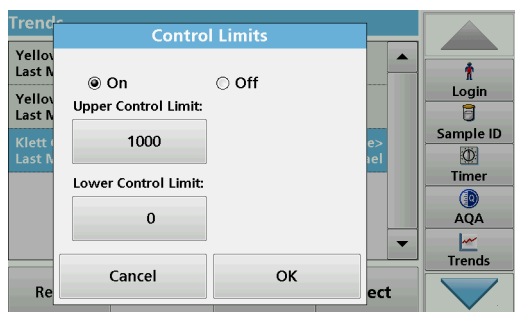 Trends
Control Limits
Yellow
Last M
On
Off
Upper Control Limit:
Yellow
Last M
1000
Klett
e>
Last M
ael
Lower Control Limit:
0
Cancel
OK
Re
ect
Login
Sample ID
Timer
AQA
Trends